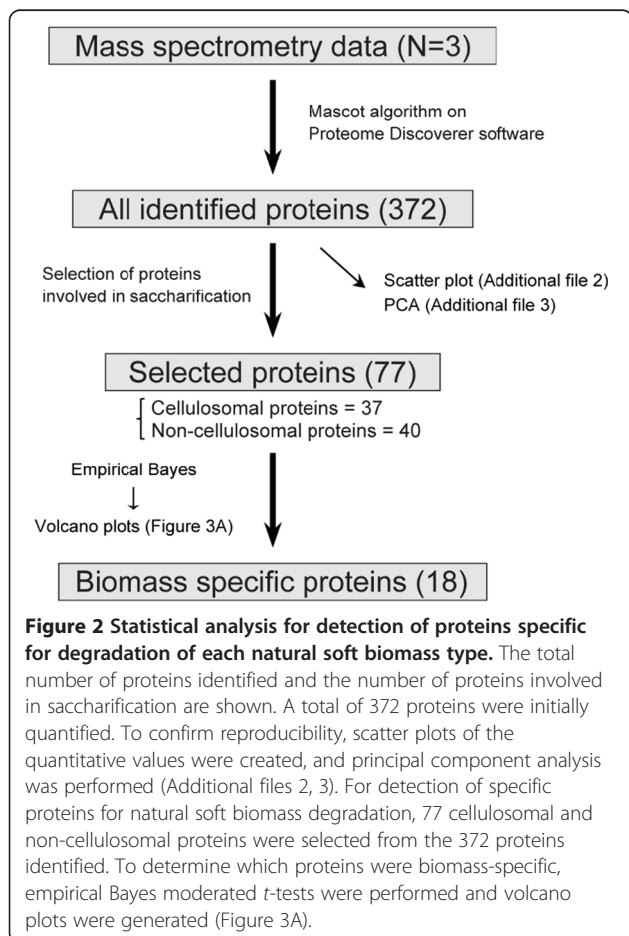 Mass spectrometry data (N=3)
Mascot algorithm on
Proteome Discoverer software
All identified proteins (372)
Selection of proteins
involved in saccharification
Scatter plot (Additional file 2)
PCA (Additional file 3)
Selected proteins (77)
Cellulosomal proteins = 37
Non-cellulosomal proteins = 40
Empirical Bayes
Volcano plots (Figure 3A)
Biomass specific proteins (18)
Figure 2 Statistical analysis for detection of proteins specific
for degradation of each natural soft biomass type. The total
number of proteins identified and the number of proteins involved
in saccharification are shown. A total of 372 proteins were initially
quantified. To confirm reproducibility, scatter plots of the
quantitative values were created, and principal component analysis
was performed (Additional files 2, 3). For detection of specific
proteins for natural soft biomass degradation, 77 cellulosomal and
non-cellulosomal proteins were selected from the 372 proteins
identified. To determine which proteins were biomass-specific,
empirical Bayes moderated t-tests were performed and volcano
plots were generated (Figure 3A).